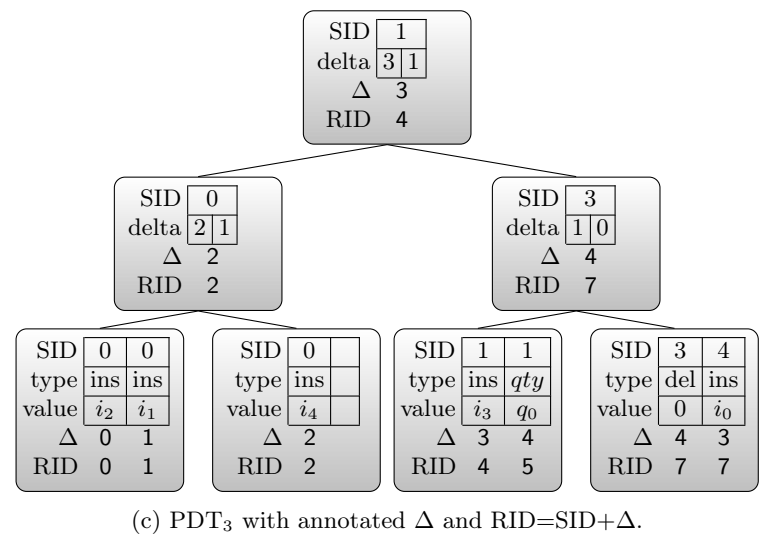 SID 1
delta 3 1
Δ 3
RID 4
SID 0
delta 2 1
Δ 2
RID 2
SID 3
delta 1 0
Δ 4
RID 7
SID 0 0
type ins ins
value i₂ i₁
Δ 0 1
RID 0 1
SID 0
type ins
value i₄
Δ 2
RID 2
SID 1 1
type ins qty
value i₃ q₀
Δ 3 4
RID 4 5
SID 3 4
type del ins
value 0 i₀
Δ 4 3
RID 7 7
(c) PDT₃ with annotated Δ and RID=SID+Δ.